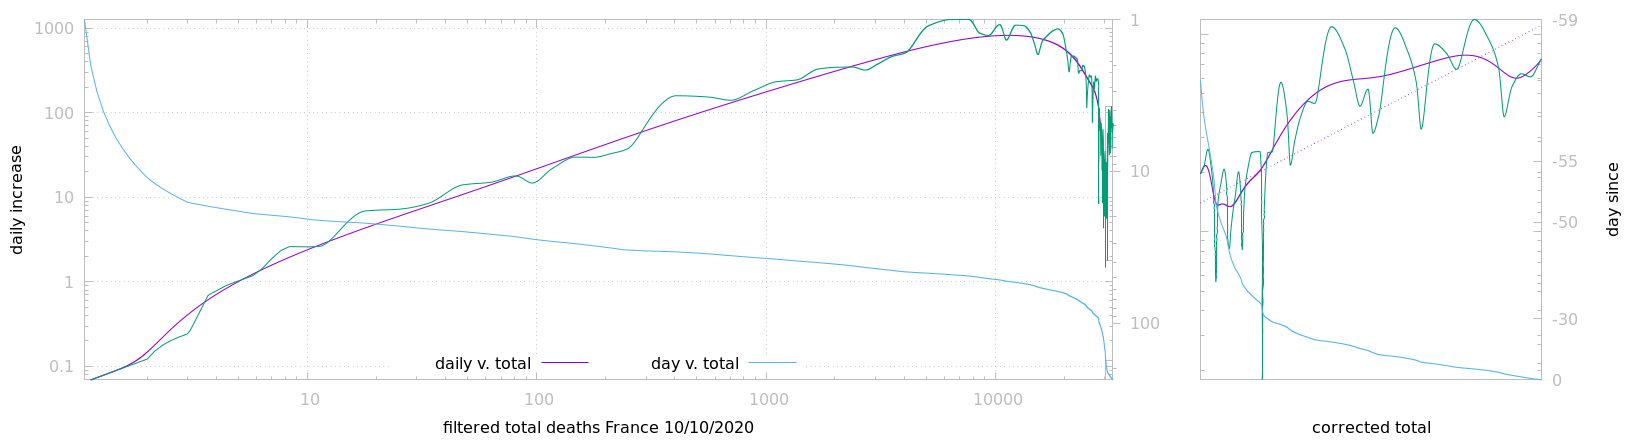 1000
100
10
1
0.1
daily increase
daily v. total
day v. total
10
100
1000
10000
filtered total deaths France 10/10/2020
1
10
100
-59
-55
-50
-30
0
day since
corrected total